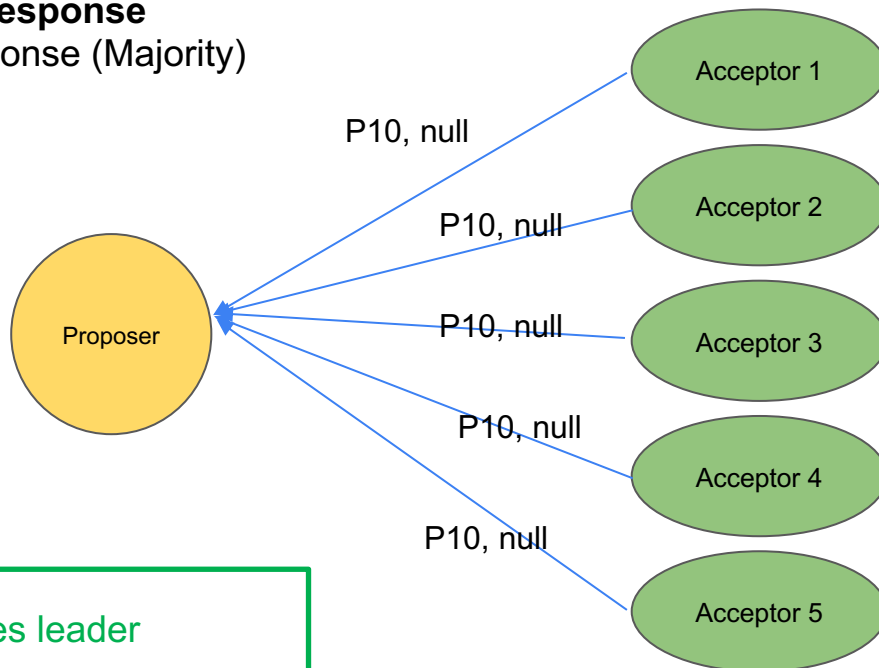 esponse
onse (Majority)
Acceptor 1
P10, null
Acceptor 2
P10, null
Proposer
P10, null
Acceptor 3
P10, null
Acceptor 4
P10, null
Acceptor 5
es leader